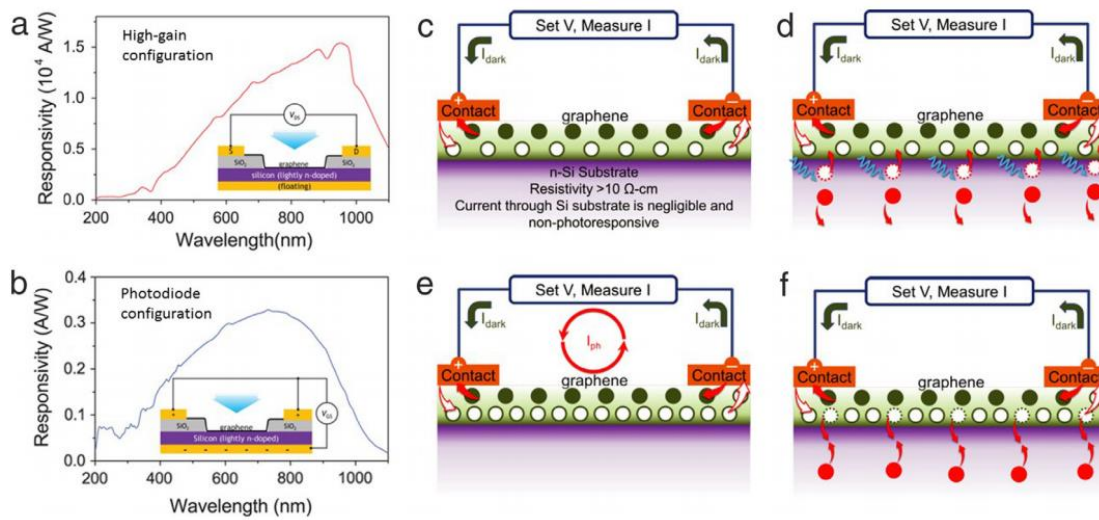 a
High-gain
configuration
Responsivity (10⁴ A/W)
1.5
1.0
0.5
0.0
V_DS
S
D
SiO₂
graphene
SiO₂
silicon (lightly n-doped)
(floating)
200
400
600
800
1000
Wavelength(nm)
b
Photodiode
configuration
Responsivity (A/W)
0.4
0.3
0.2
0.1
0.0
V_GS
SiO₂
graphene
SiO₂
Silicon (lightly n-doped)
200
400
600
800
1000
Wavelength (nm)
c
Set V, Measure I
I_dark
I_dark
+
−
Contact
graphene
Contact
n-Si Substrate
Resistivity >10 Ω-cm
Current through Si substrate is negligible and
non-photoresponsive
d
Set V, Measure I
I_dark
I_dark
+
−
Contact
graphene
Contact
e
Set V, Measure I
I_dark
I_ph
I_dark
+
−
Contact
graphene
Contact
f
Set V, Measure I
I_dark
I_dark
+
−
Contact
graphene
Contact